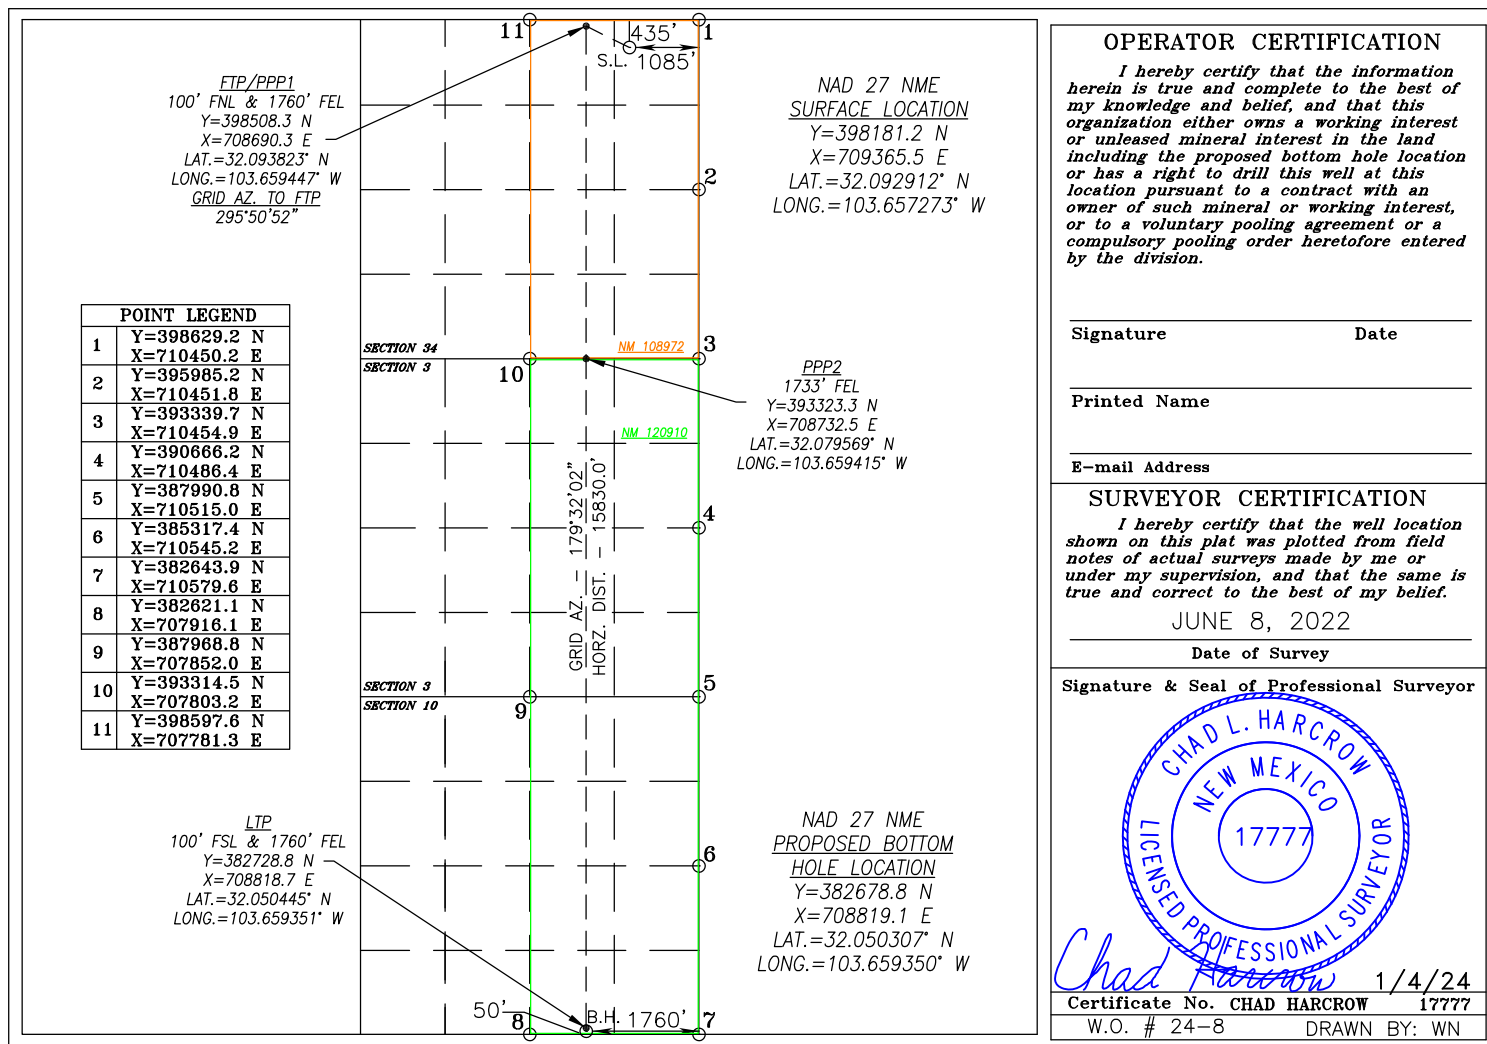 11
1
435'
S.L. 1085'
FTP/PPP1
100' FNL & 1760' FEL
Y=398508.3 N
X=708690.3 E
LAT.=32.093823° N
LONG.=103.659447° W
GRID AZ. TO FTP
295°50'52"
NAD 27 NME
SURFACE LOCATION
Y=398181.2 N
X=709365.5 E
LAT.=32.092912° N
LONG.=103.657273° W
2
POINT LEGEND
1 Y=398629.2 N
X=710450.2 E
2 Y=395985.2 N
X=710451.8 E
3 Y=393339.7 N
X=710454.9 E
4 Y=390666.2 N
X=710486.4 E
5 Y=387990.8 N
X=710515.0 E
6 Y=385317.4 N
X=710545.2 E
7 Y=382643.9 N
X=710579.6 E
8 Y=382621.1 N
X=707916.1 E
9 Y=387968.8 N
X=707852.0 E
10 Y=393314.5 N
X=707803.2 E
11 Y=398597.6 N
X=707781.3 E
SECTION 34
NM 108972
3
SECTION 3
10
PPP2
1733' FEL
Y=393323.3 N
X=708732.5 E
LAT.=32.079569° N
LONG.=103.659415° W
NM 120910
GRID AZ. – 179°32'02"
HORZ. DIST. – 15830.0'
4
SECTION 3
5
SECTION 10
9
LTP
100' FSL & 1760' FEL
Y=382728.8 N
X=708818.7 E
LAT.=32.050445° N
LONG.=103.659351° W
NAD 27 NME
PROPOSED BOTTOM
HOLE LOCATION
Y=382678.8 N
X=708819.1 E
LAT.=32.050307° N
LONG.=103.659350° W
6
50'
8
B.H. 1760'
7
OPERATOR CERTIFICATION
I hereby certify that the information
herein is true and complete to the best of
my knowledge and belief, and that this
organization either owns a working interest
or unleased mineral interest in the land
including the proposed bottom hole location
or has a right to drill this well at this
location pursuant to a contract with an
owner of such mineral or working interest,
or to a voluntary pooling agreement or a
compulsory pooling order heretofore entered
by the division.
Signature Date
Printed Name
E-mail Address
SURVEYOR CERTIFICATION
I hereby certify that the well location
shown on this plat was plotted from field
notes of actual surveys made by me or
under my supervision, and that the same is
true and correct to the best of my belief.
JUNE 8, 2022
Date of Survey
Signature & Seal of Professional Surveyor
CHAD L. HARCROW
NEW MEXICO
17777
LICENSED PROFESSIONAL SURVEYOR
Chad Harcrow 1/4/24
Certificate No. CHAD HARCROW 17777
W.O. # 24-8 DRAWN BY: WN